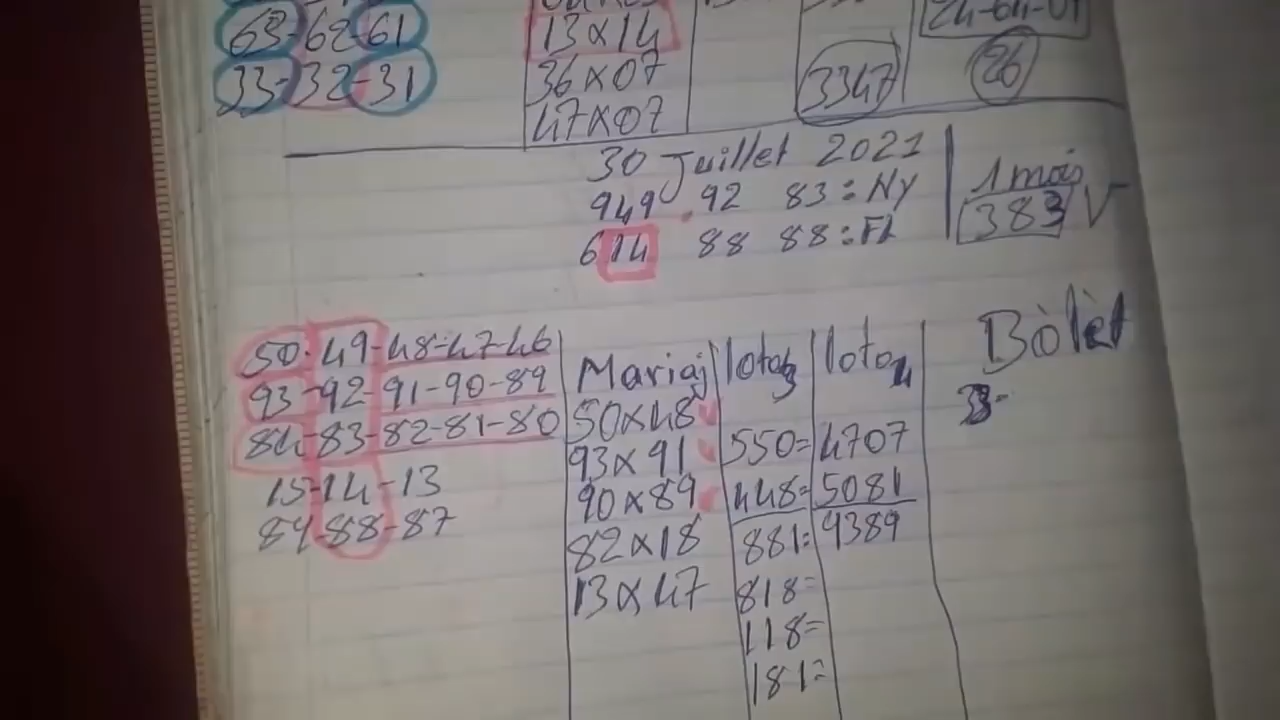 63-62-61
33-32-31
13x14
36x07
47x07
3347
24-64-01
26
30 Juillet 2021
949 . 92 83 : NY
614 88 88 : FL
1 mois
383 V
50-49-48-47-46
93-92-91-90-89
84-83-82-81-80
15-14-13
89-88-87
Mariaj
50x48
93x91
90x89
82x18
13x47
loto3
550=
448=
881=
818=
118=
181=
loto4
4707
5081
9389
Bòlèt